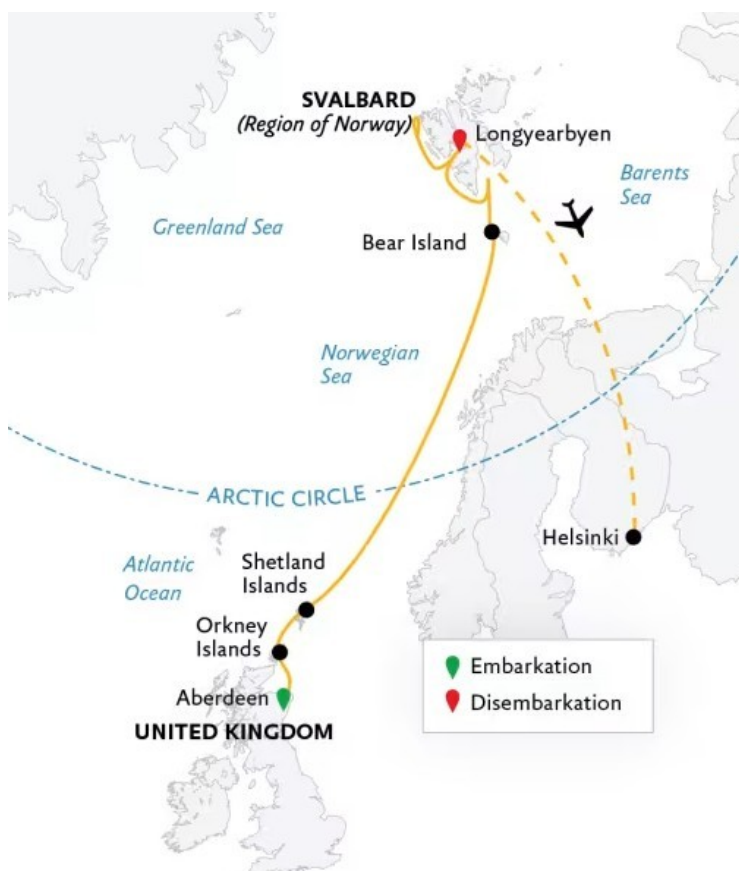 SVALBARD
(Region of Norway)
Longyearbyen
Barents
Sea
Greenland Sea
Bear Island
Norwegian
Sea
ARCTIC CIRCLE
Helsinki
Atlantic
Ocean
Shetland
Islands
Orkney
Islands
Aberdeen
UNITED KINGDOM
Embarkation
Disembarkation